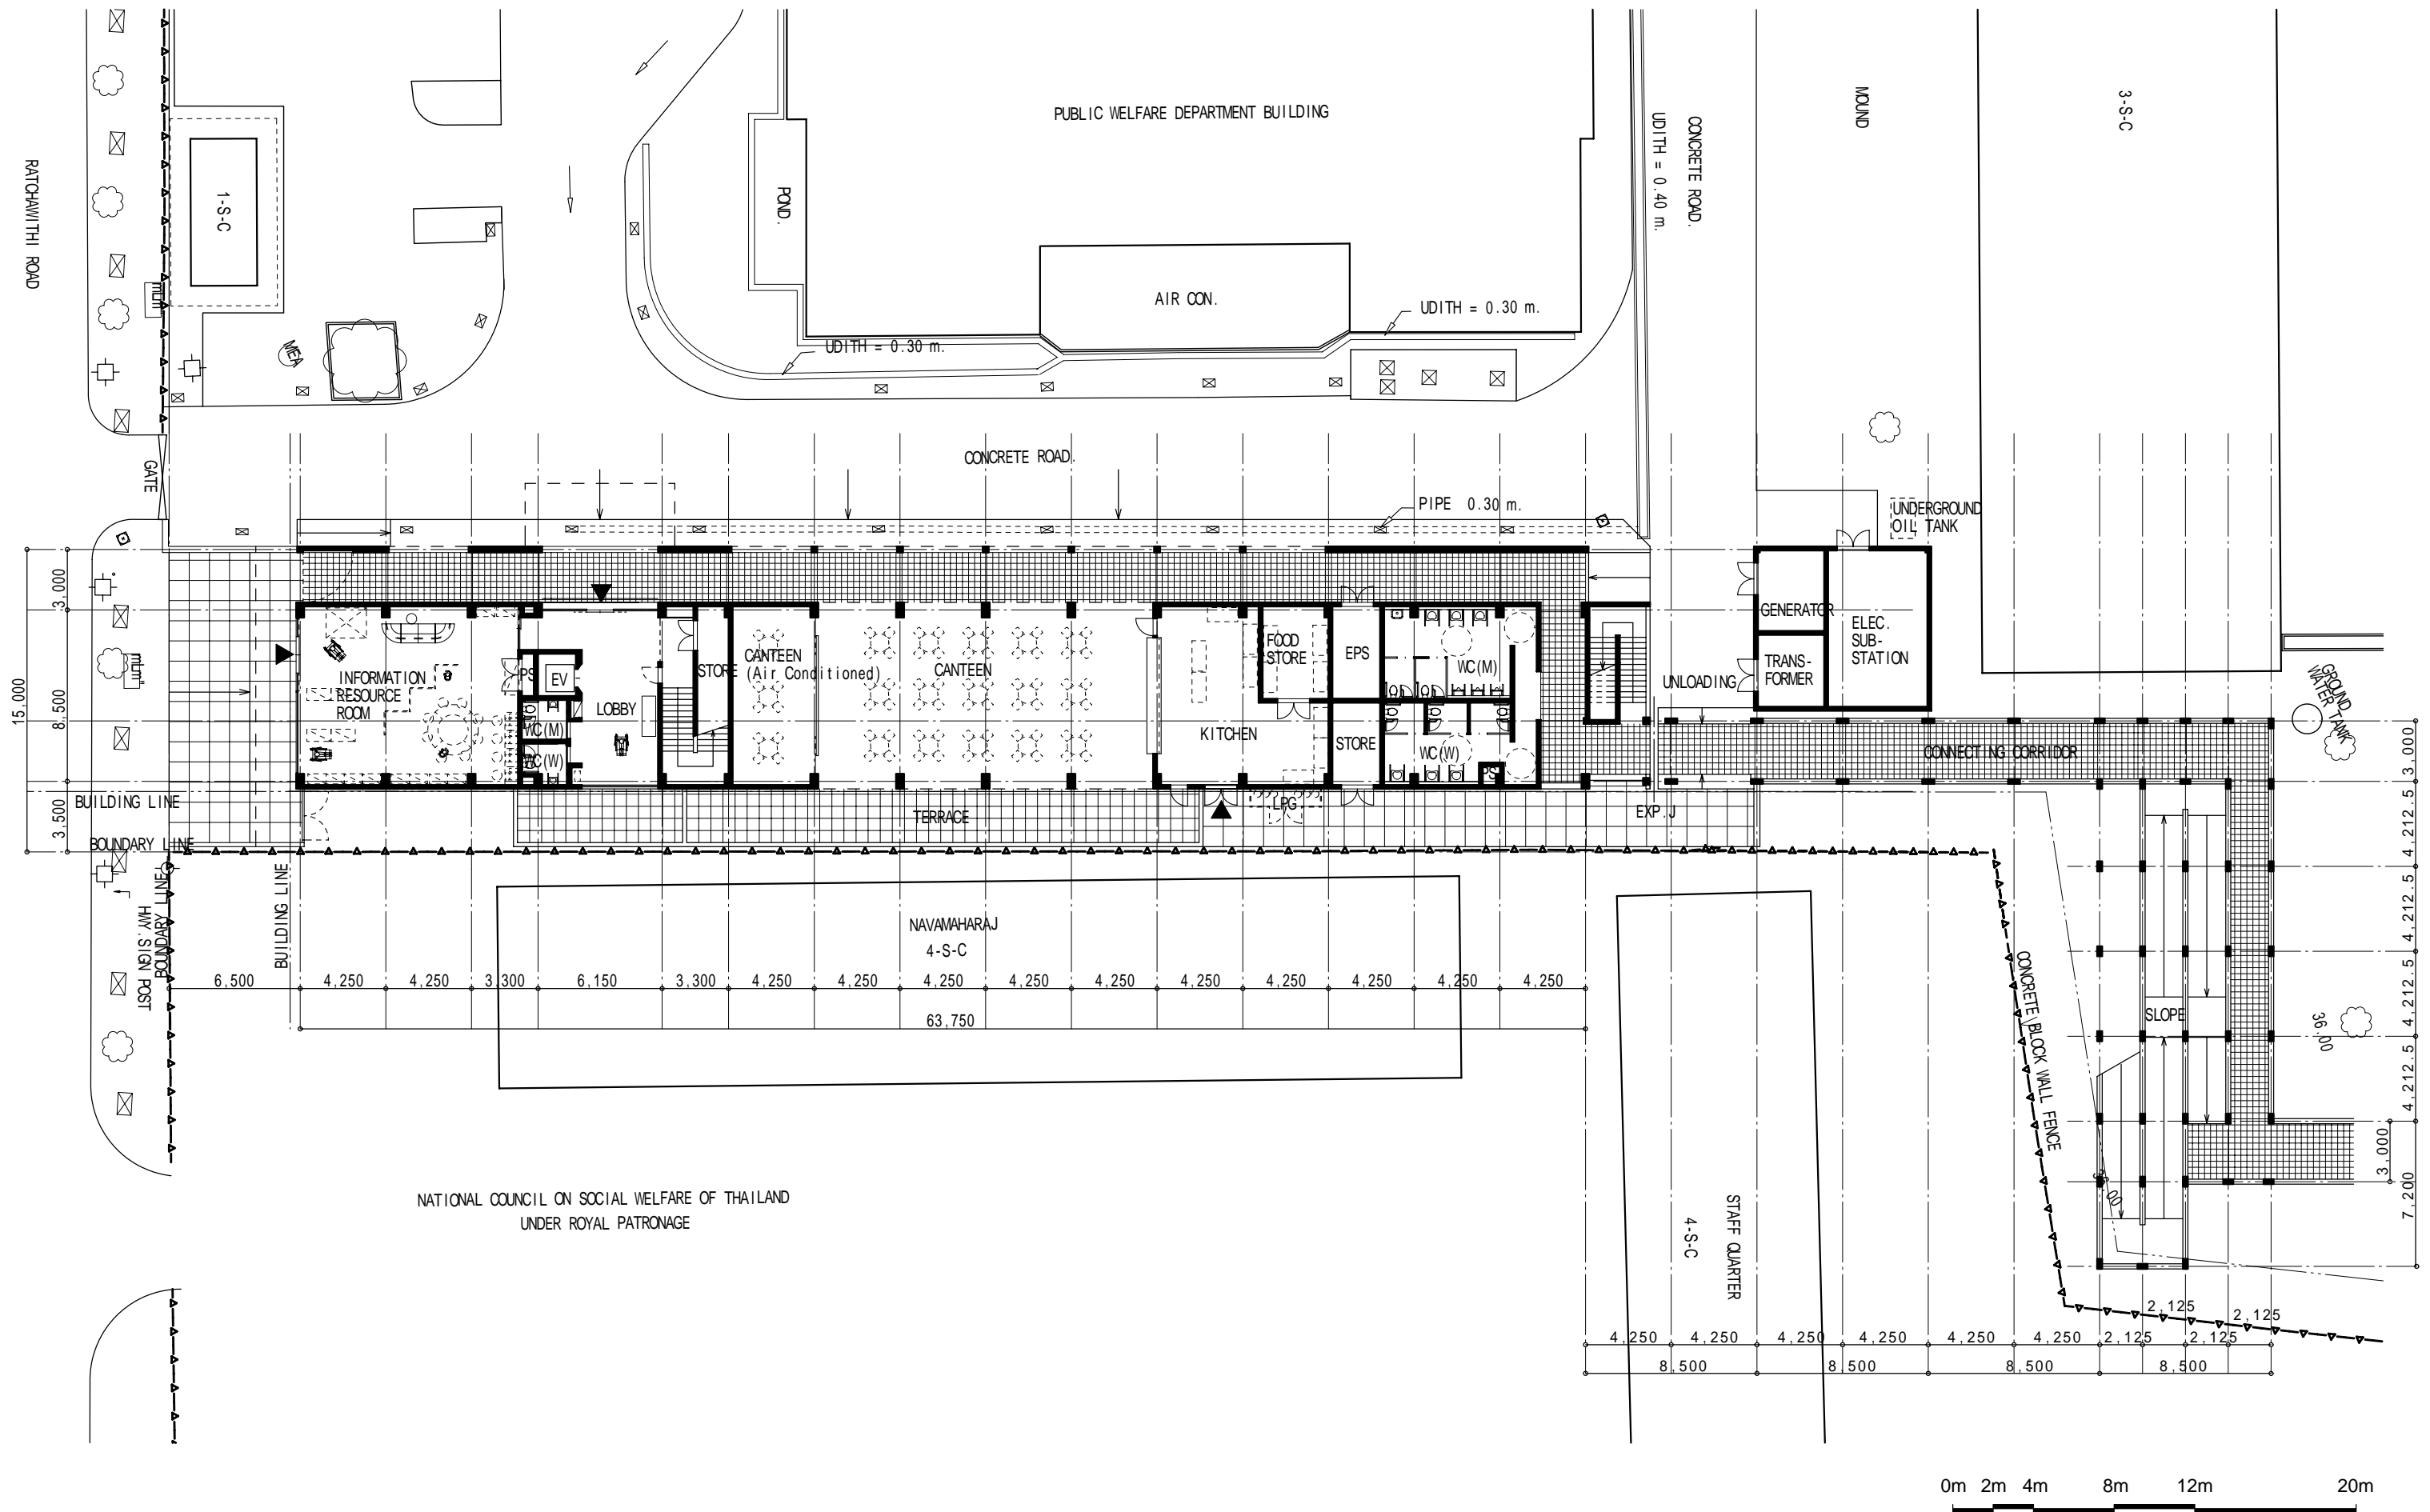 PUBLIC WELFARE DEPARTMENT BUILDING
MOUND
3-S-C
CONCRETE ROAD.
UDITH = 0.40 m.
RATCHAWITHI ROAD
1-S-C
POND.
AIR CON.
UDITH = 0.30 m.
UDITH = 0.30 m.
MEA
GATE
CONCRETE ROAD.
PIPE 0.30 m.
UNDERGROUND
OIL TANK
3,000
8,500
3,500
15,000
GENERATOR
ELEC.
SUB-
STATION
TRANS-
FORMER
UNLOADING
INFORMATION
RESOURCE
ROOM
PS
EV
LOBBY
WC(M)
WC(W)
STORE
CANTEEN
(Air Conditioned)
CANTEEN
KITCHEN
FOOD
STORE
EPS
STORE
WC(M)
WC(W)
PS
LPG
TERRACE
EXP.J
CONNECTING CORRIDOR
GROUND
WATER TANK
BUILDING LINE
BOUNDARY LINE
BOUNDARY LINE
HWY.SIGN POST
BUILDING LINE
NAVAMAHARAJ
4-S-C
6,500
4,250
4,250
3,300
6,150
3,300
4,250
4,250
4,250
4,250
4,250
4,250
4,250
4,250
4,250
4,250
63,750
CONCRETE BLOCK WALL FENCE
SLOPE
36.00
3,000
4,212.5
4,212.5
4,212.5
4,212.5
3,000
7,200
NATIONAL COUNCIL ON SOCIAL WELFARE OF THAILAND
UNDER ROYAL PATRONAGE
STAFF QUARTER
4-S-C
2,125
2,125
4,250
4,250
4,250
4,250
4,250
4,250
2,125
2,125
8,500
8,500
8,500
8,500
0m 2m 4m 8m 12m 20m